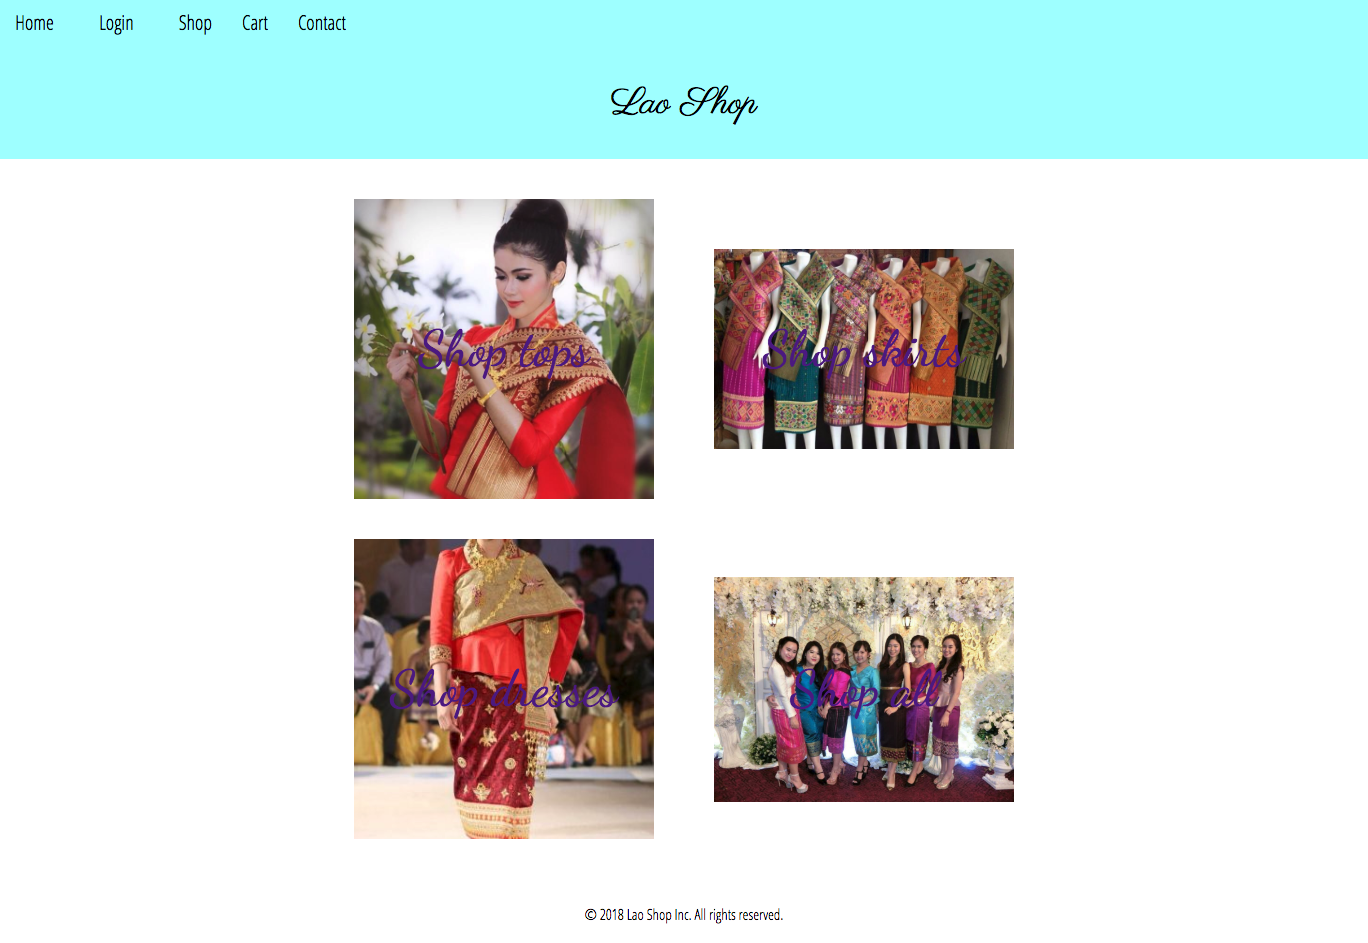 Home Login Shop Cart Contact
Lao Shop
Shop tops
Shop skirts
Shop dresses
Shop all
© 2018 Lao Shop Inc. All rights reserved.